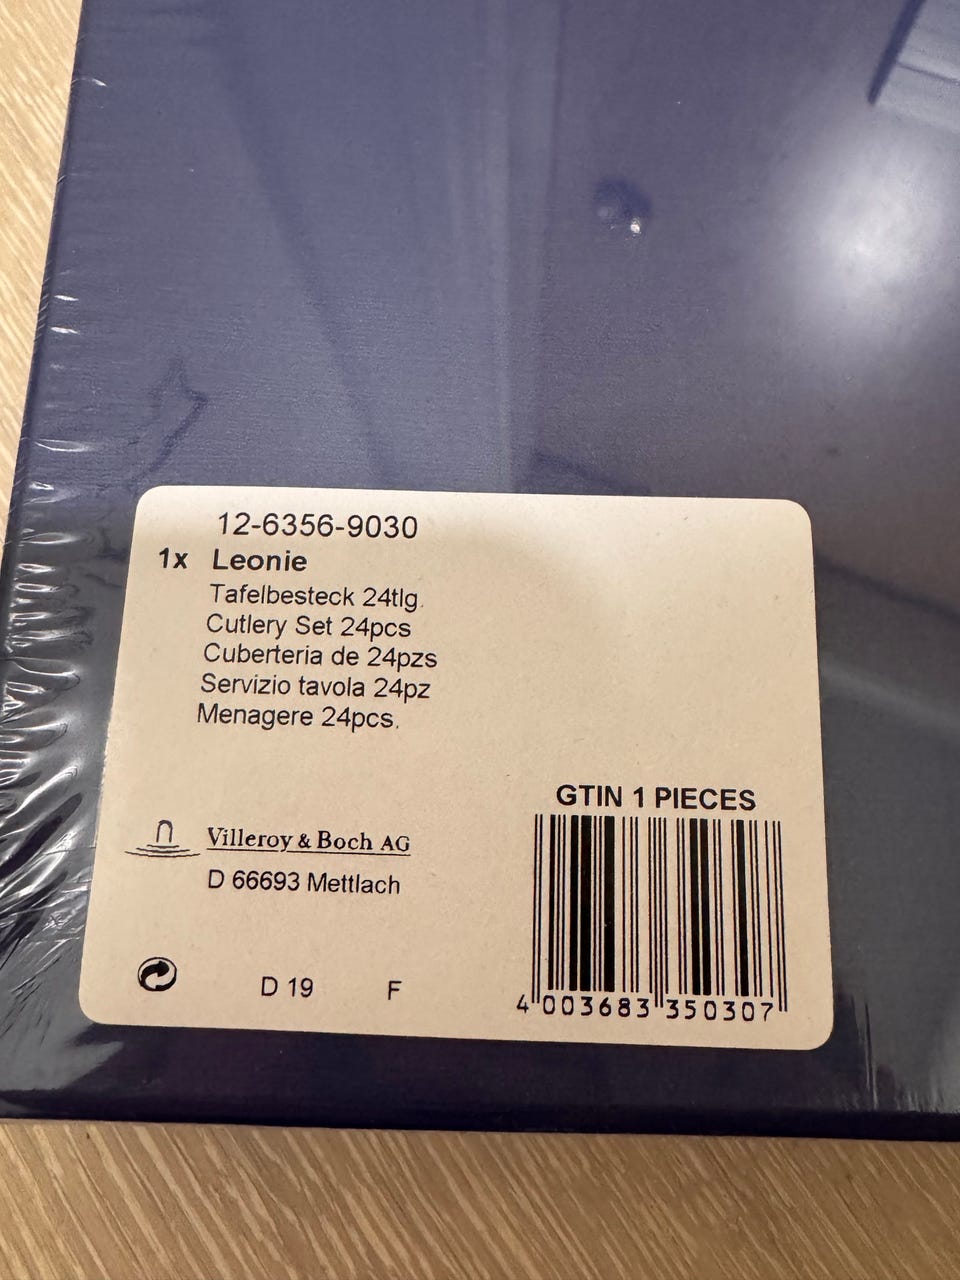 12-6356-9030
1x Leonie
Tafelbesteck 24tlg.
Cutlery Set 24pcs
Cuberteria de 24pzs
Servizio tavola 24pz
Menagere 24pcs.
GTIN 1 PIECES
Villeroy & Boch AG
D 66693 Mettlach
D 19 F
4 003683 350307